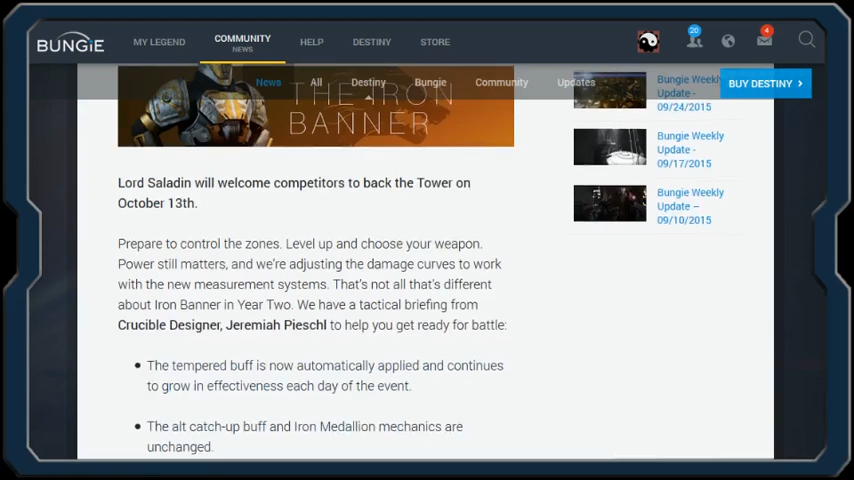 BUNGiE
MY LEGEND
COMMUNITY
NEWS
HELP
DESTINY
STORE
20
4
News
All
Destiny
Bungie
Community
Updates
BUY DESTINY
THE IRON
BANNER
Bungie Weekly
Update -
09/24/2015
Bungie Weekly
Update -
09/17/2015
Bungie Weekly
Update –
09/10/2015
Lord Saladin will welcome competitors to back the Tower on
October 13th.
Prepare to control the zones. Level up and choose your weapon.
Power still matters, and we're adjusting the damage curves to work
with the new measurement systems. That's not all that's different
about Iron Banner in Year Two. We have a tactical briefing from
Crucible Designer, Jeremiah Pieschl to help you get ready for battle:
• The tempered buff is now automatically applied and continues
to grow in effectiveness each day of the event.
• The alt catch-up buff and Iron Medallion mechanics are
unchanged.